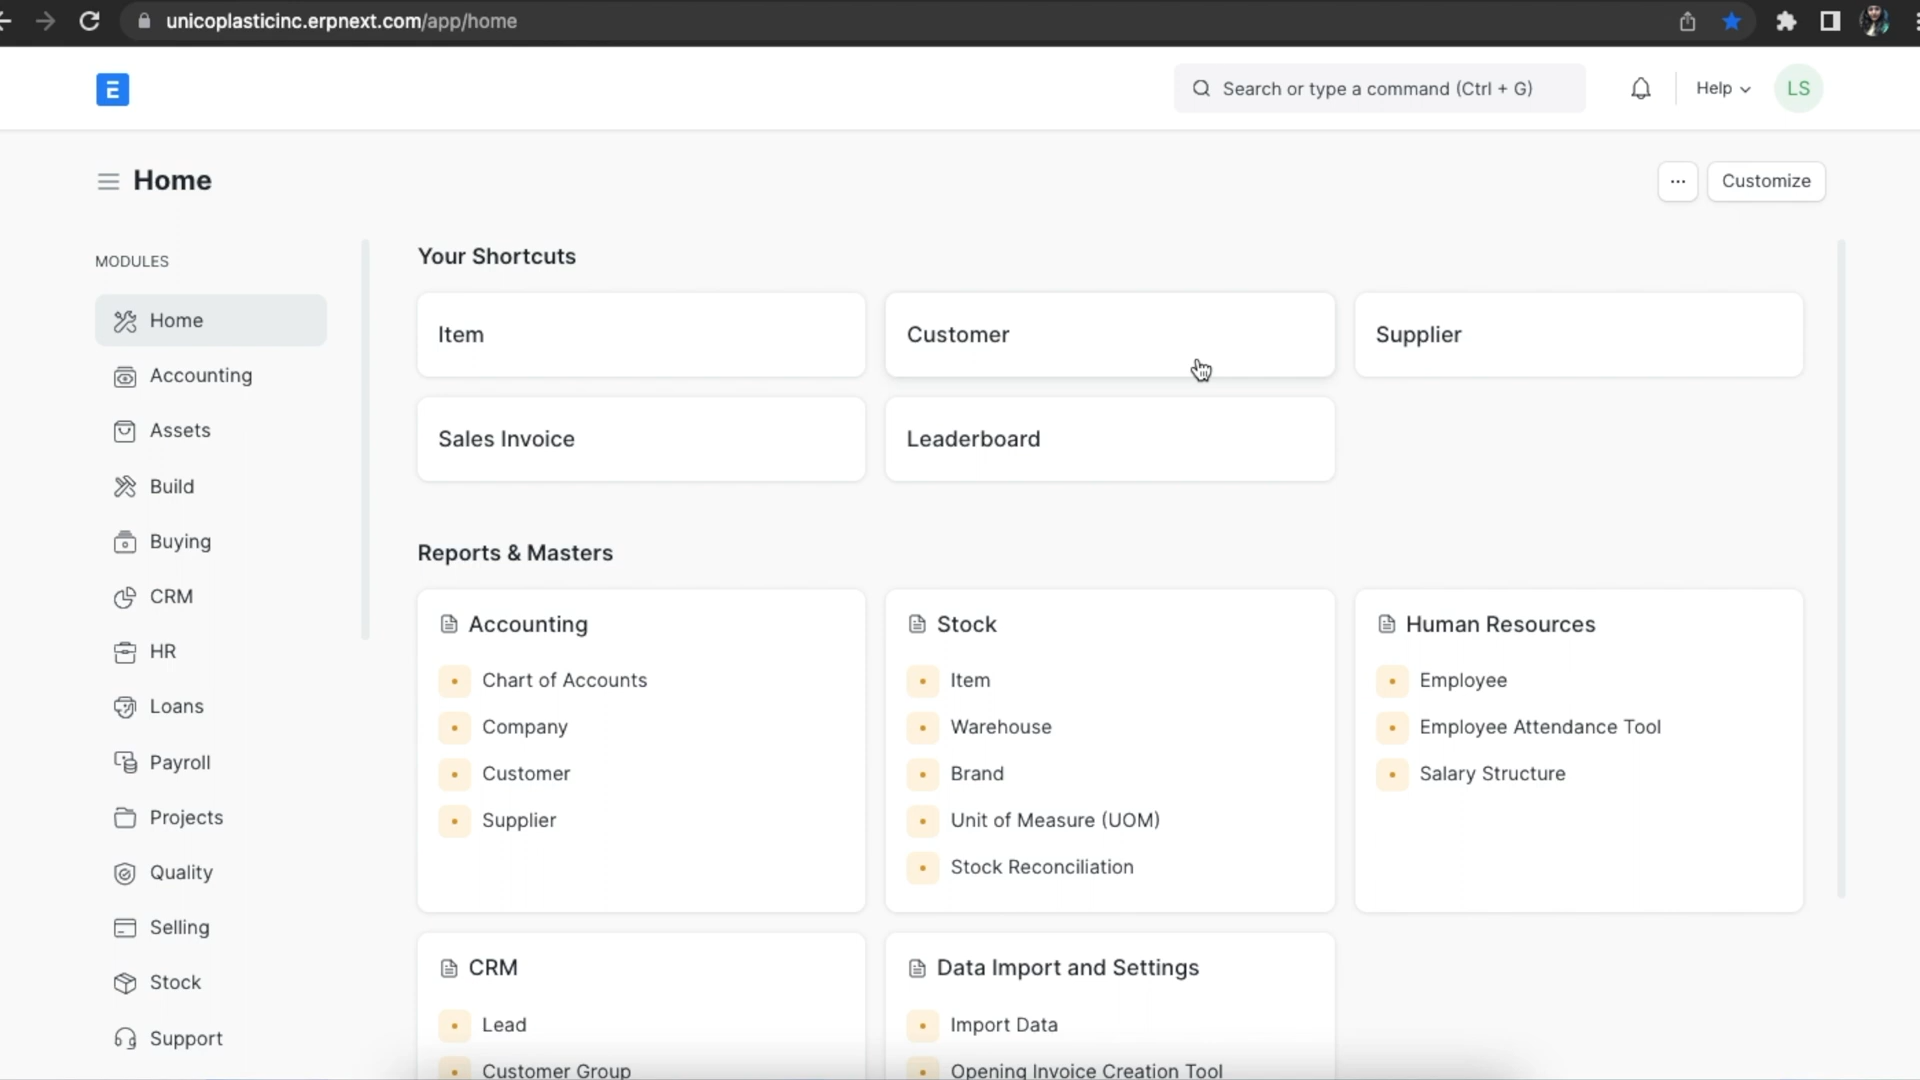 unicoplasticinc.erpnext.com/app/home
E
Search or type a command (Ctrl + G)
Help
LS
Home
Customize
MODULES
Home
Accounting
Assets
Build
Buying
CRM
HR
Loans
Payroll
Projects
Quality
Selling
Stock
Support
Your Shortcuts
Item
Customer
Supplier
Sales Invoice
Leaderboard
Reports & Masters
Accounting
Chart of Accounts
Company
Customer
Supplier
Stock
Item
Warehouse
Brand
Unit of Measure (UOM)
Stock Reconciliation
Human Resources
Employee
Employee Attendance Tool
Salary Structure
CRM
Lead
Customer Group
Data Import and Settings
Import Data
Opening Invoice Creation Tool